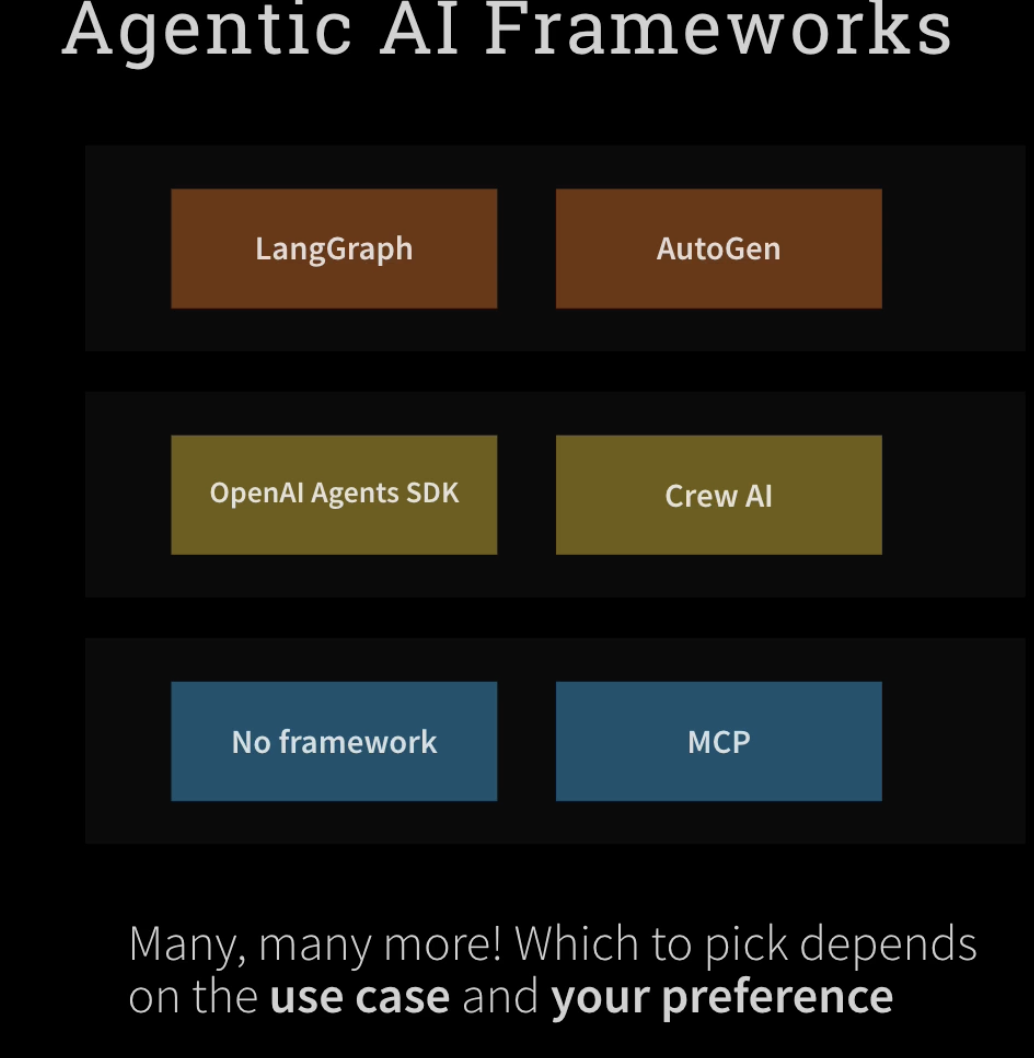 Agentic AI Frameworks
LangGraph
AutoGen
OpenAI Agents SDK
Crew AI
No framework
MCP
Many, many more! Which to pick depends
on the use case and your preference